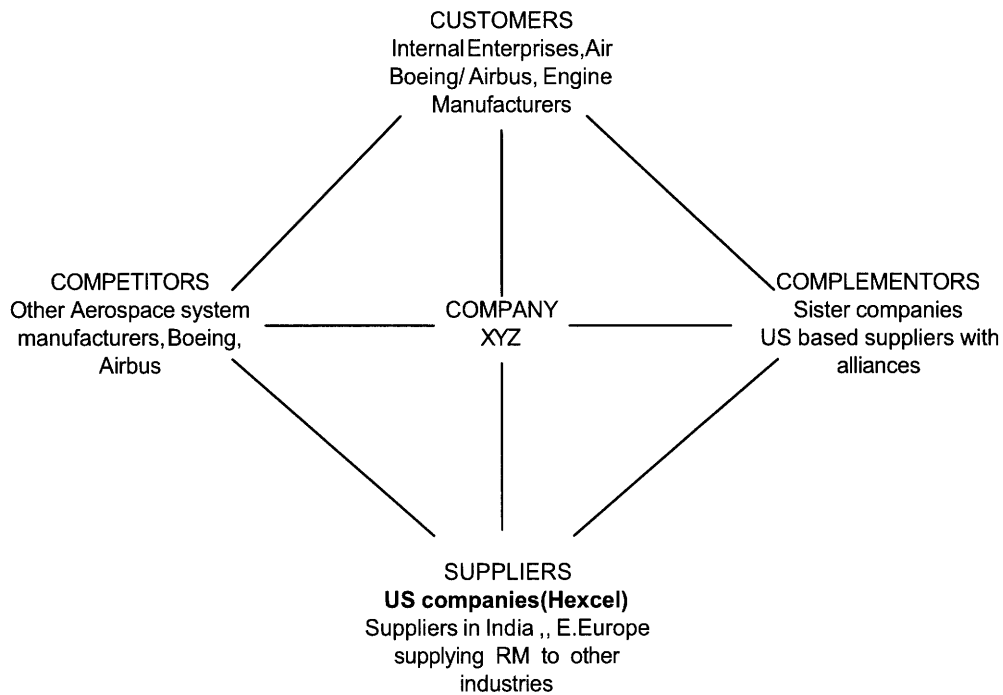 CUSTOMERS
Internal Enterprises,Air
Boeing/ Airbus, Engine
Manufacturers
COMPETITORS
Other Aerospace system
manufacturers, Boeing,
Airbus
COMPANY
XYZ
COMPLEMENTORS
Sister companies
US based suppliers with
alliances
SUPPLIERS
US companies(Hexcel)
Suppliers in India ,, E.Europe
supplying RM to other
industries